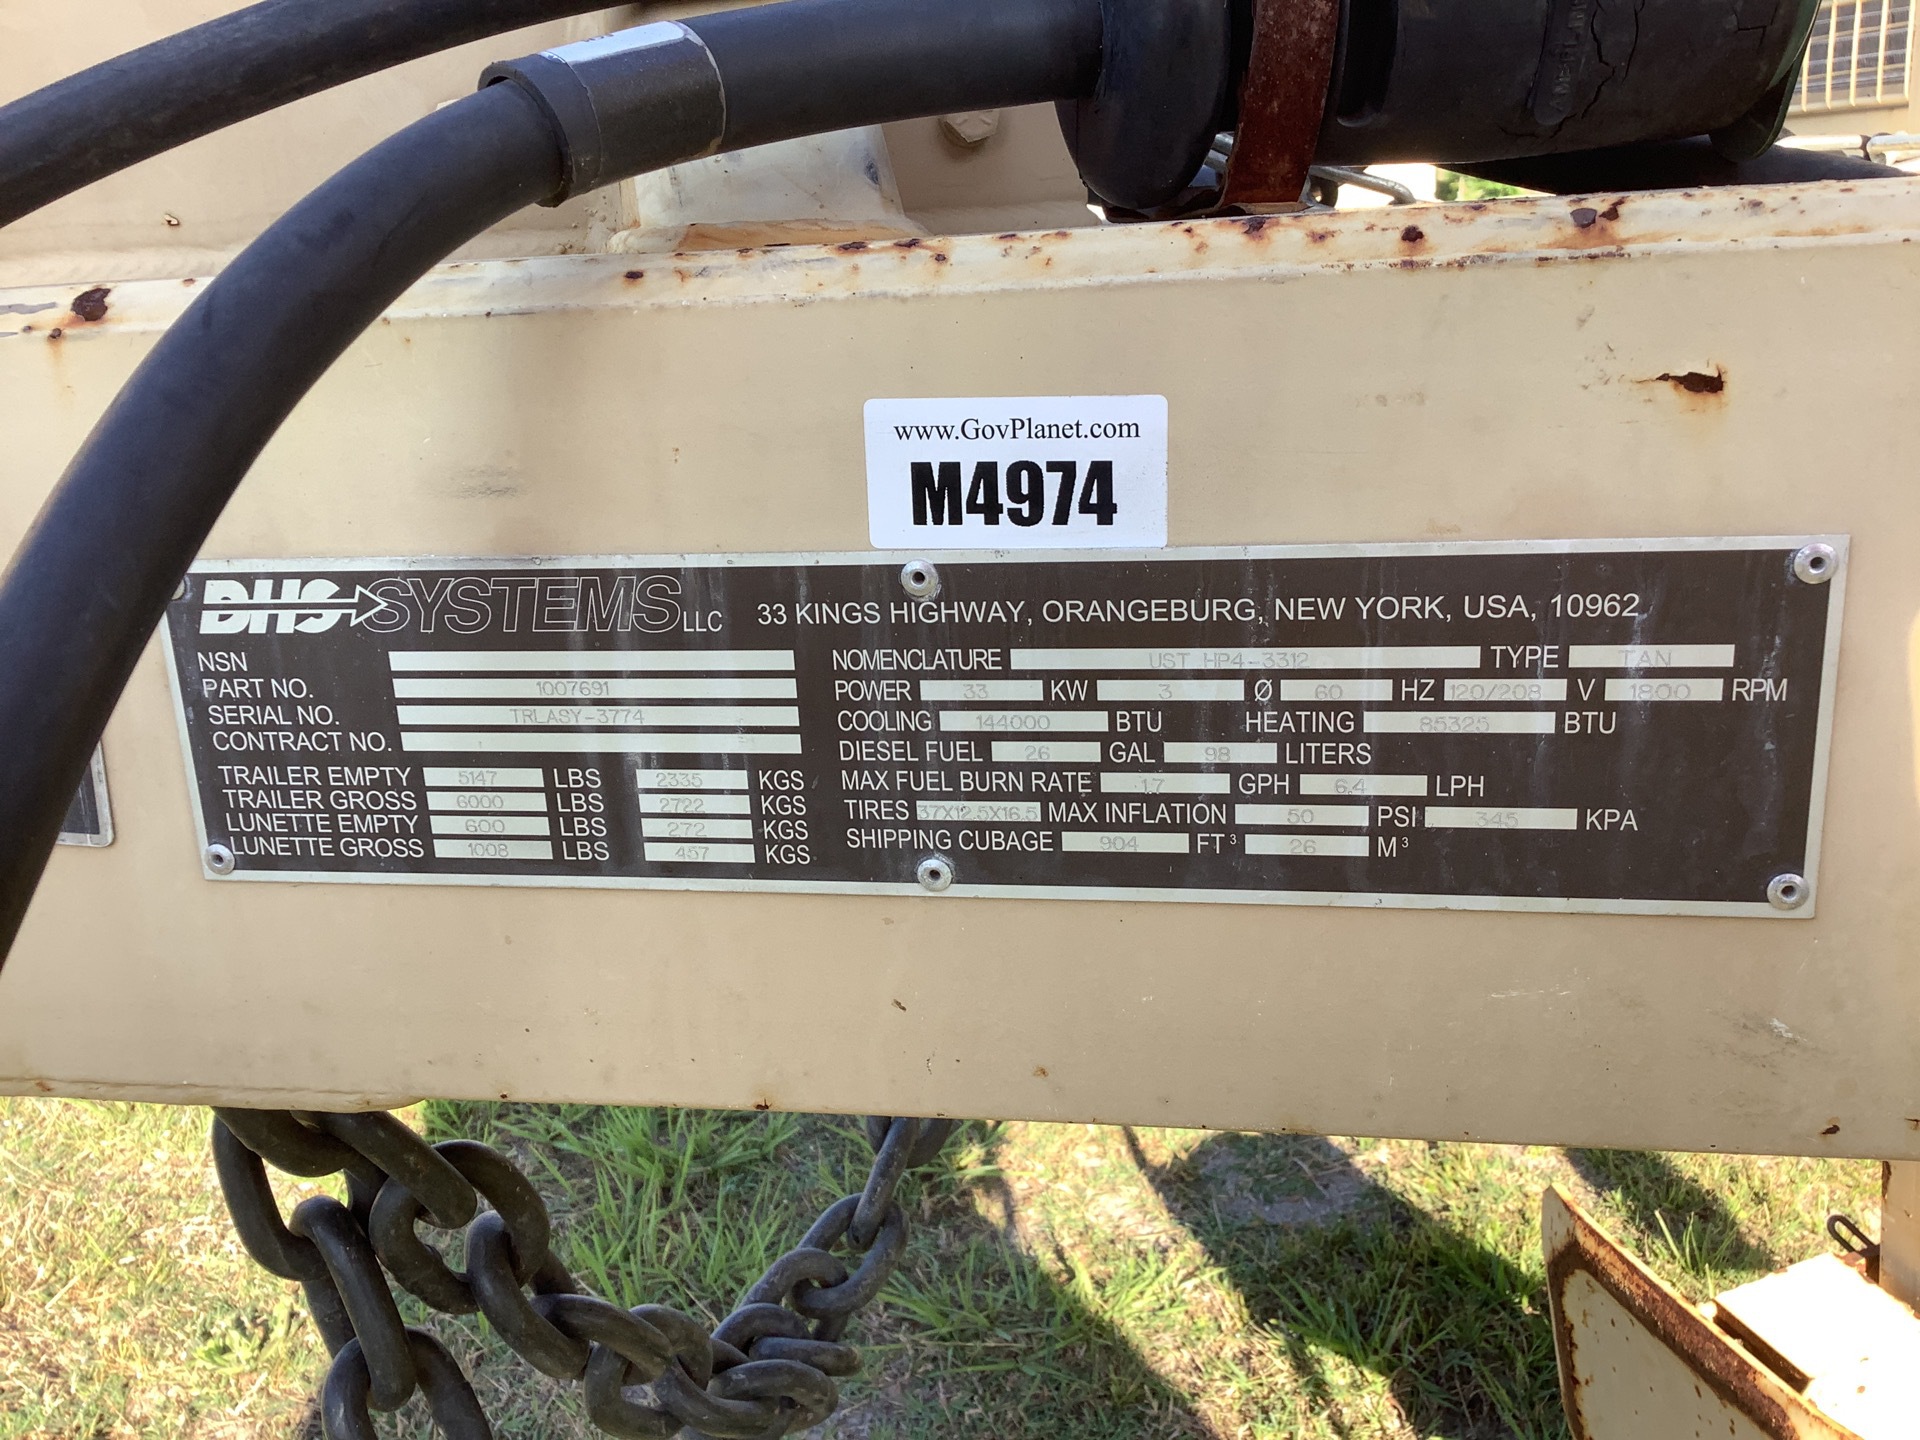 www.GovPlanet.com
M4974
DHS SYSTEMS LLC 33 KINGS HIGHWAY, ORANGEBURG, NEW YORK, USA, 10962
NSN
PART NO. 1007691
SERIAL NO. TRLASY-3774
CONTRACT NO.
TRAILER EMPTY 5147 LBS 2335 KGS
TRAILER GROSS 6000 LBS 2722 KGS
LUNETTE EMPTY 600 LBS 272 KGS
LUNETTE GROSS 1008 LBS 457 KGS
NOMENCLATURE UST HP4-3312 TYPE TAN
POWER 33 KW 3 Ø 60 HZ 120/208 V 1800 RPM
COOLING 144000 BTU HEATING 85325 BTU
DIESEL FUEL 26 GAL 98 LITERS
MAX FUEL BURN RATE 1.7 GPH 6.4 LPH
TIRES 37X12.5X16.5 MAX INFLATION 50 PSI 345 KPA
SHIPPING CUBAGE 904 FT³ 26 M³